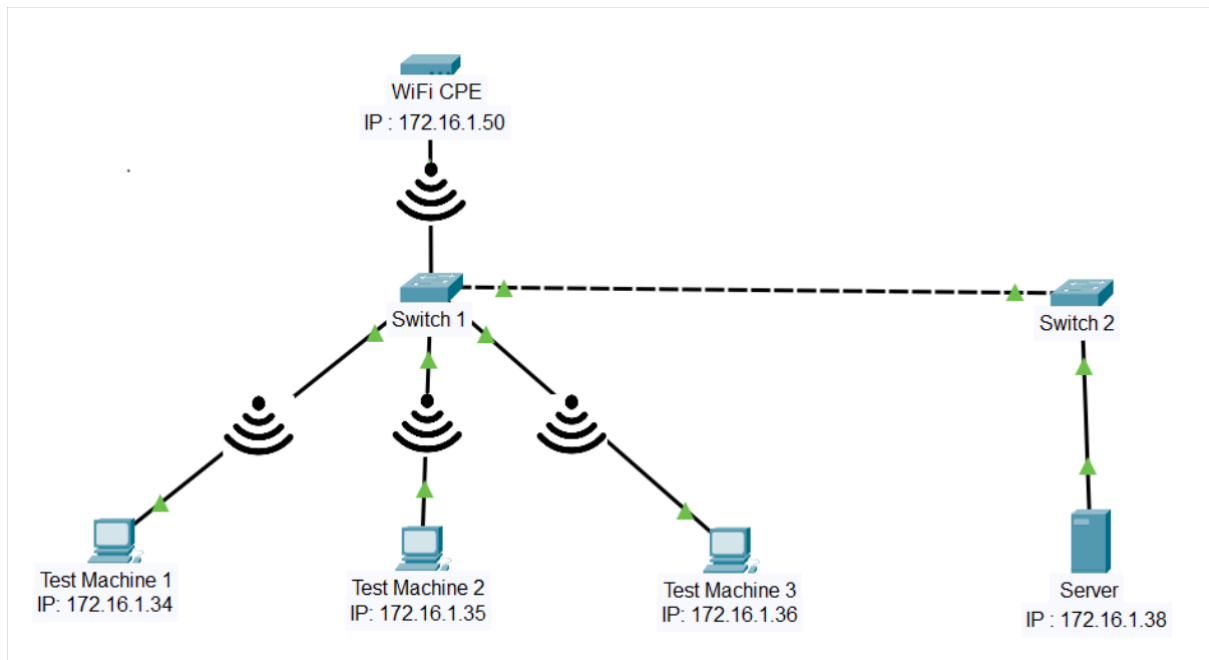 WiFi CPE
IP : 172.16.1.50
Switch 1
Switch 2
Test Machine 1
IP: 172.16.1.34
Test Machine 2
IP: 172.16.1.35
Test Machine 3
IP: 172.16.1.36
Server
IP : 172.16.1.38